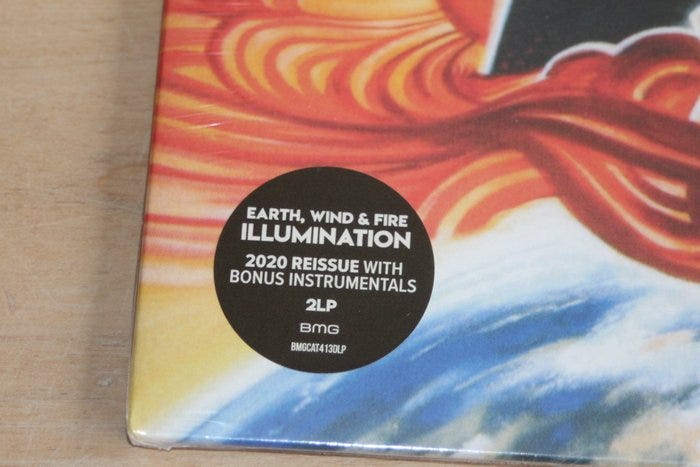 EARTH, WIND & FIRE
ILLUMINATION
2020 REISSUE WITH
BONUS INSTRUMENTALS
2LP
BMG
BMGCAT413DLP